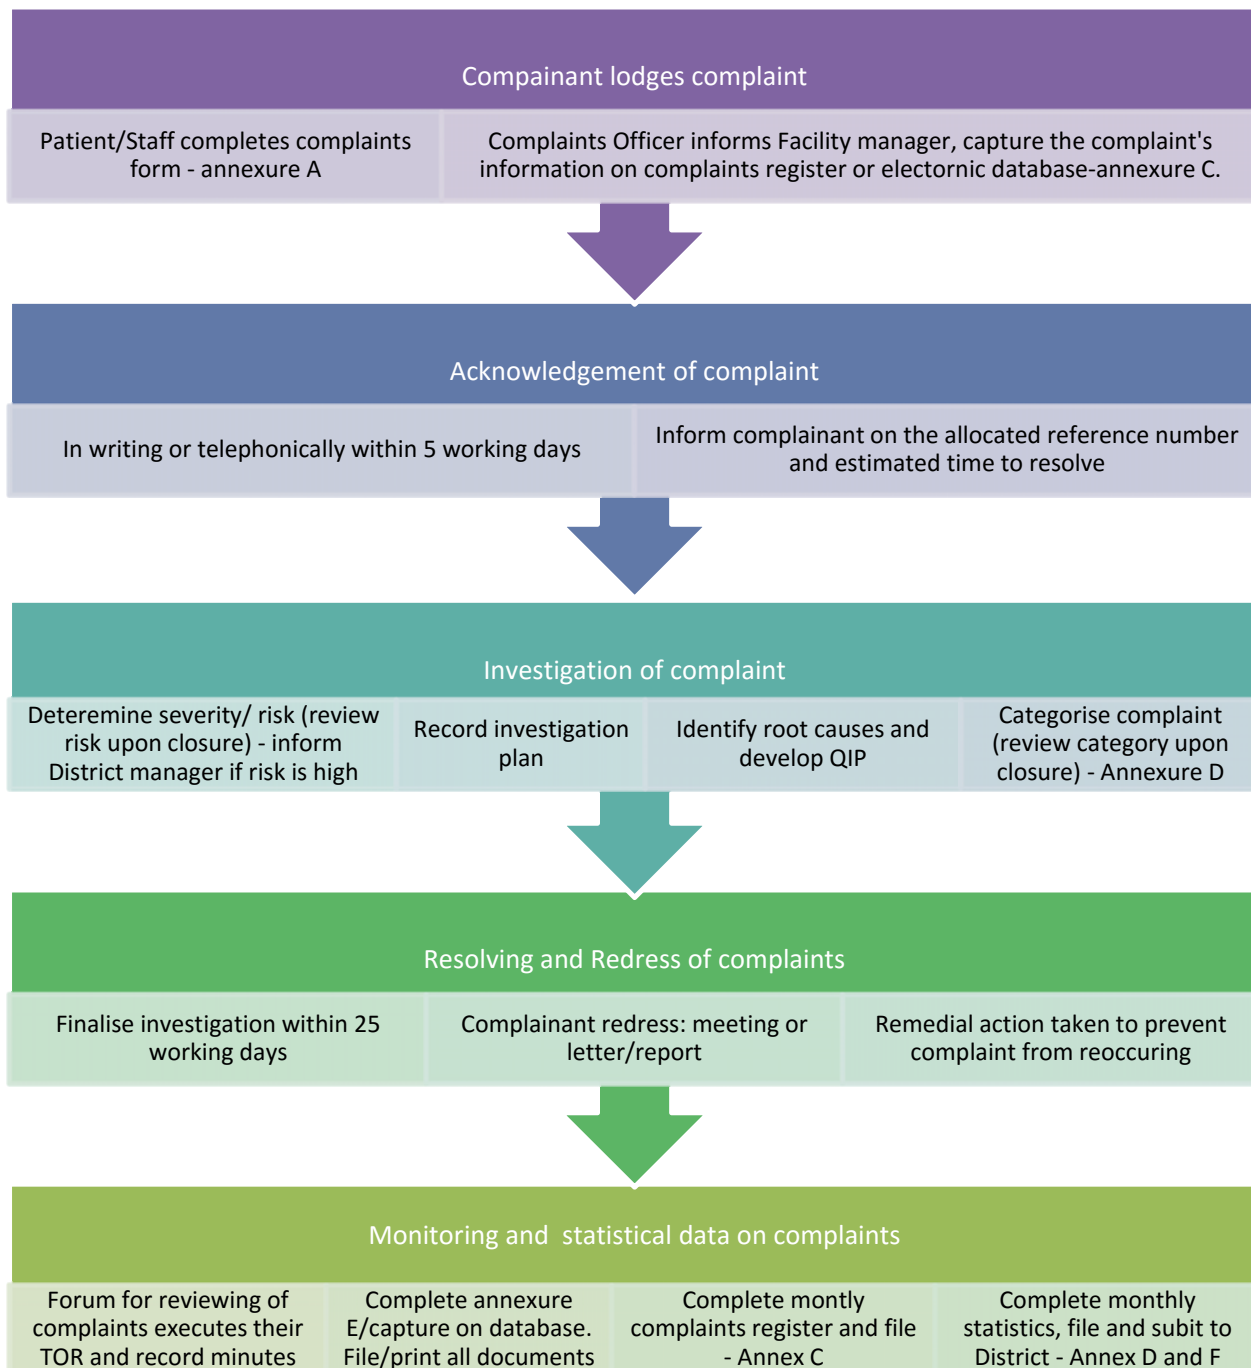 Compainant lodges complaint
Patient/Staff completes complaints
form - annexure A
Complaints Officer informs Facility manager, capture the complaint's
information on complaints register or electornic database-annexure C.
Acknowledgement of complaint
In writing or telephonically within 5 working days
Inform complainant on the allocated reference number
and estimated time to resolve
Investigation of complaint
Deteremine severity/ risk (review
risk upon closure) - inform
District manager if risk is high
Record investigation
plan
Identify root causes and
develop QIP
Categorise complaint
(review category upon
closure) - Annexure D
Resolving and Redress of complaints
Finalise investigation within 25
working days
Complainant redress: meeting or
letter/report
Remedial action taken to prevent
complaint from reoccuring
Monitoring and  statistical data on complaints
Forum for reviewing of
complaints executes their
TOR and record minutes
Complete annexure
E/capture on database.
File/print all documents
Complete montly
complaints register and file
- Annex C
Complete monthly
statistics, file and subit to
District - Annex D and F